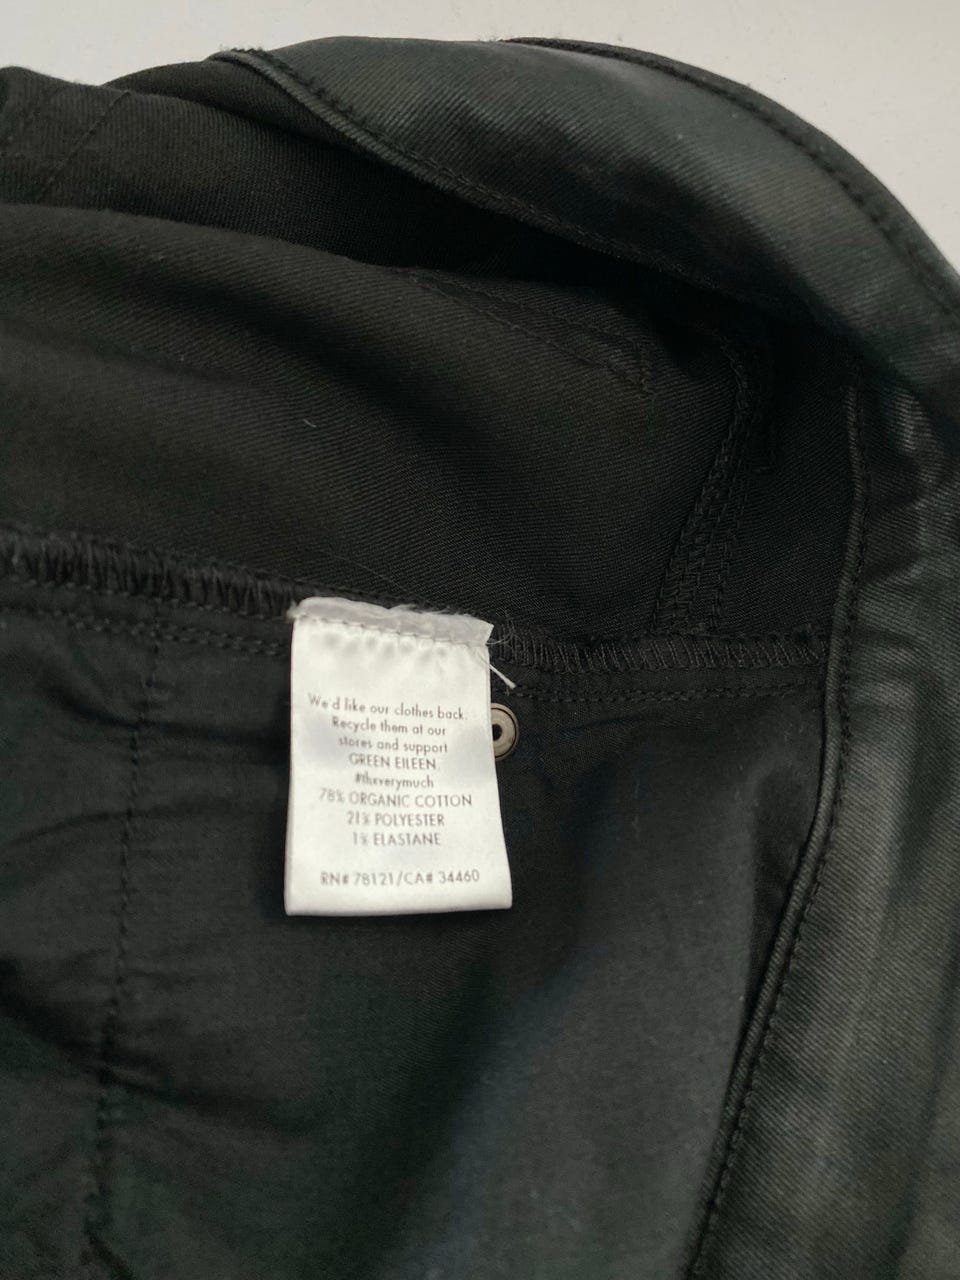 We'd like our clothes back.
Recycle them at our
stores and support
GREEN EILEEN
#theverymuch
78% ORGANIC COTTON
21% POLYESTER
1% ELASTANE
RN# 78121/CA# 34460